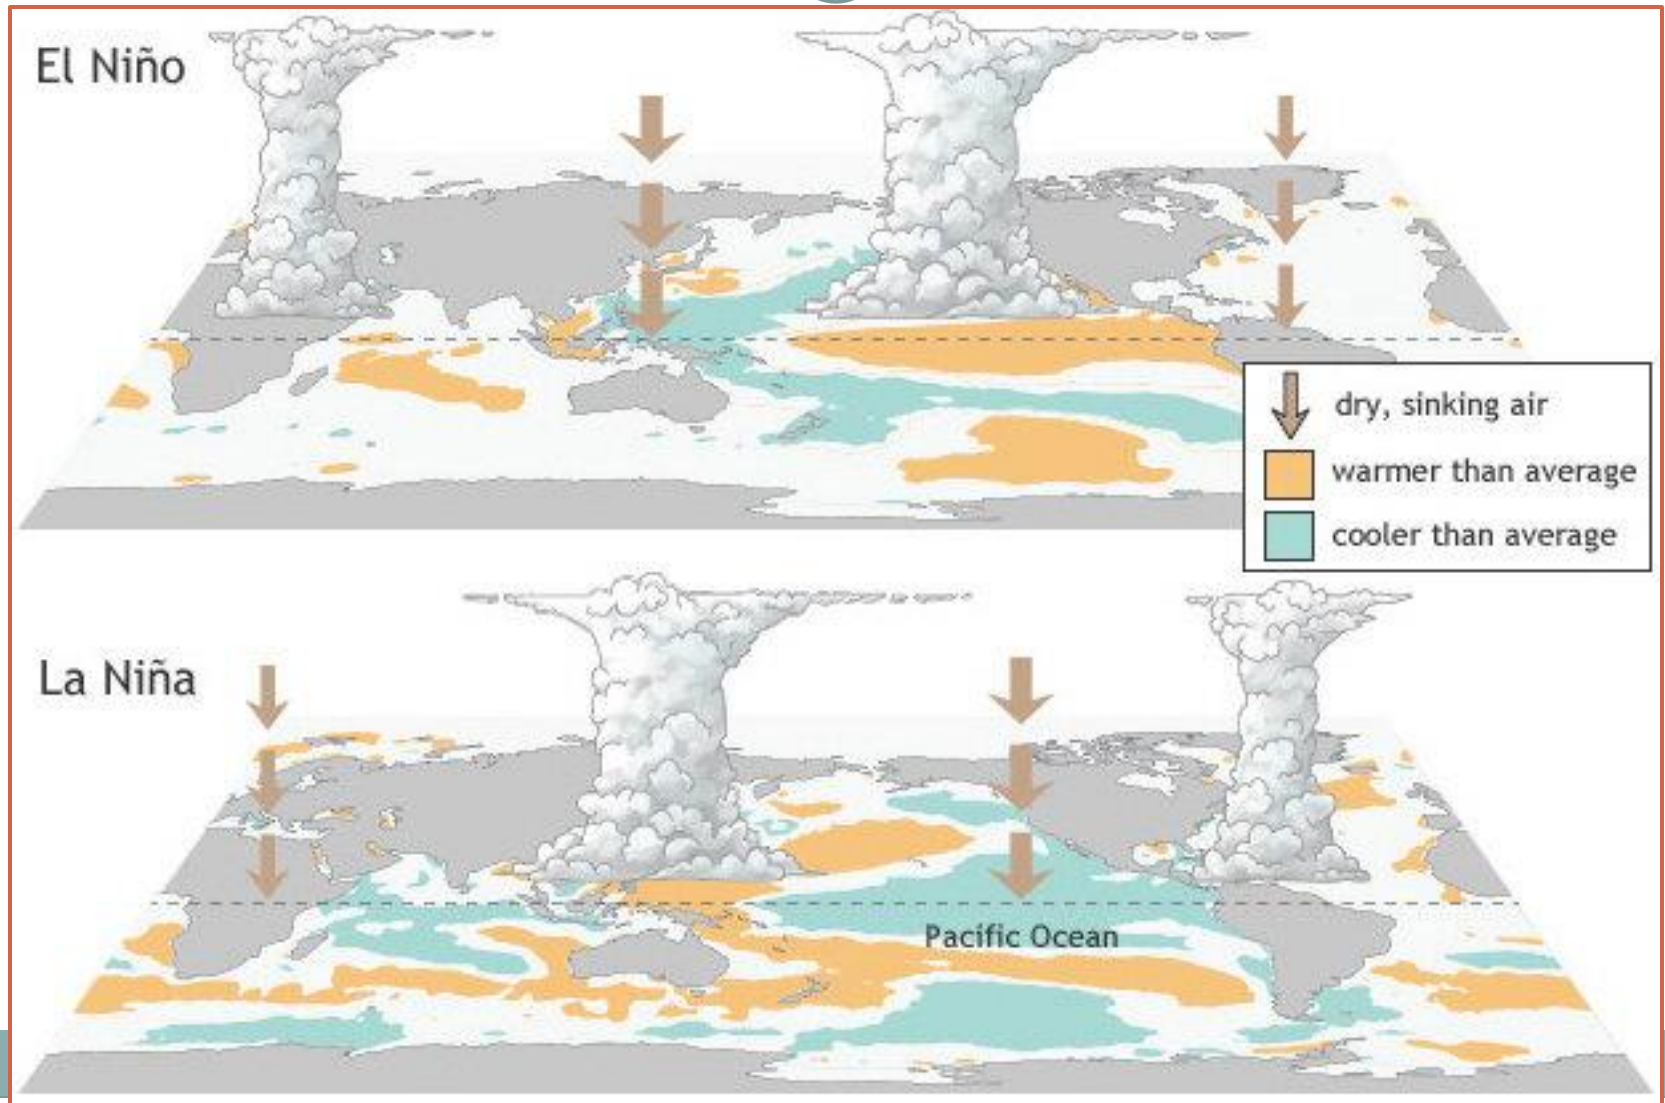 El Niño
dry, sinking air
warmer than average
cooler than average
La Niña
Pacific Ocean